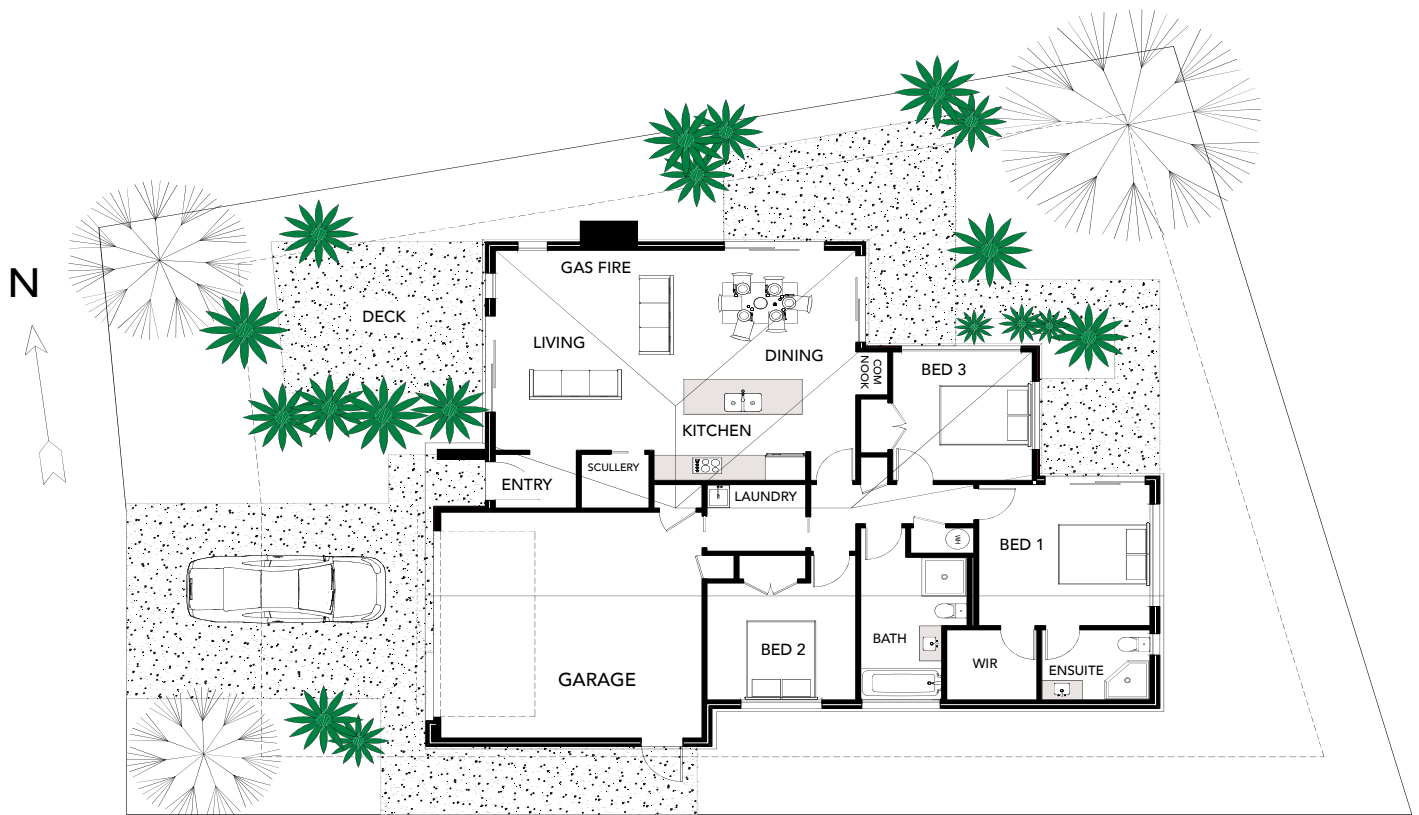 N
GAS FIRE
DECK
LIVING
DINING
COM
NOOK
BED 3
KITCHEN
SCULLERY
ENTRY
LAUNDRY
WH
BED 1
BATH
BED 2
WIR
ENSUITE
GARAGE